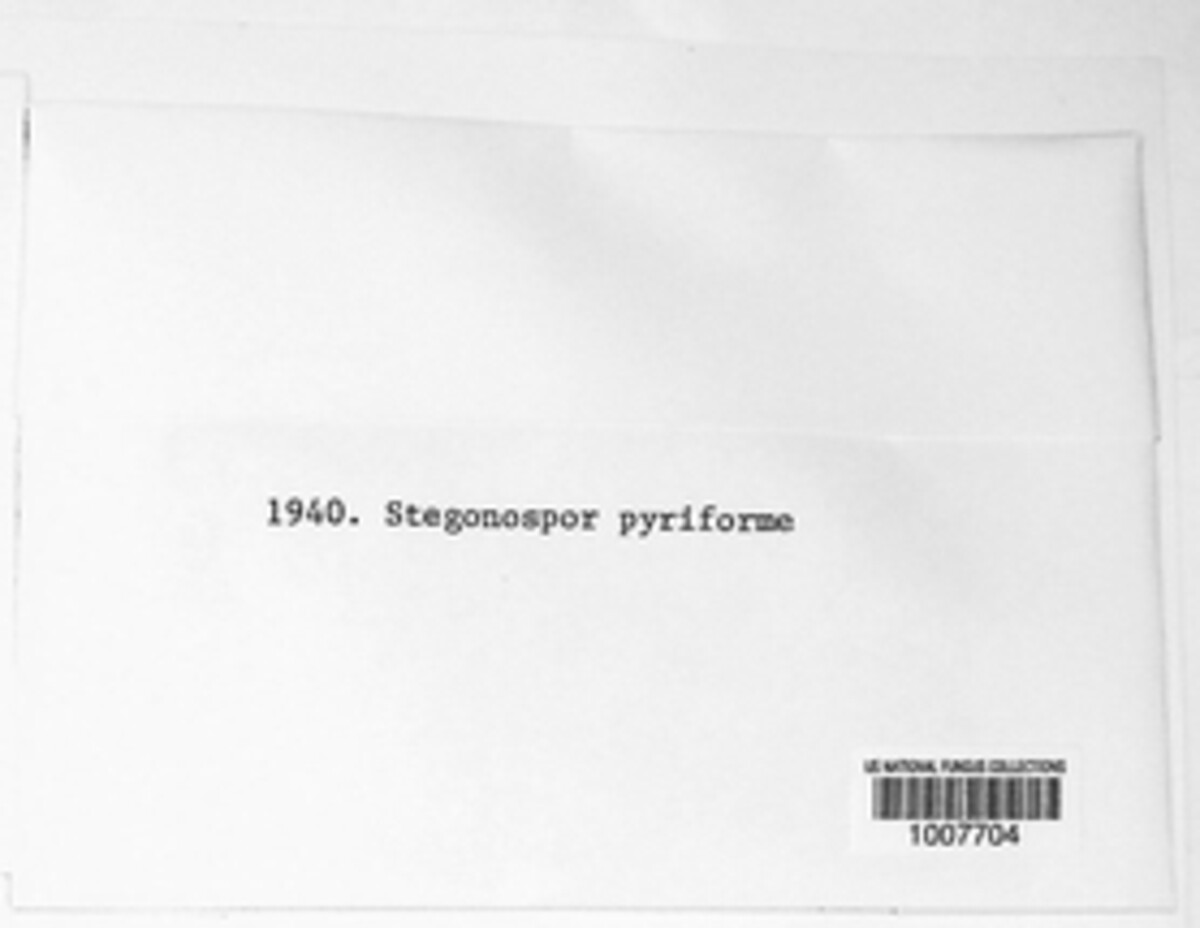 1940. Stegonospor pyriforme
US NATIONAL FUNGUS COLLECTIONS
1007704